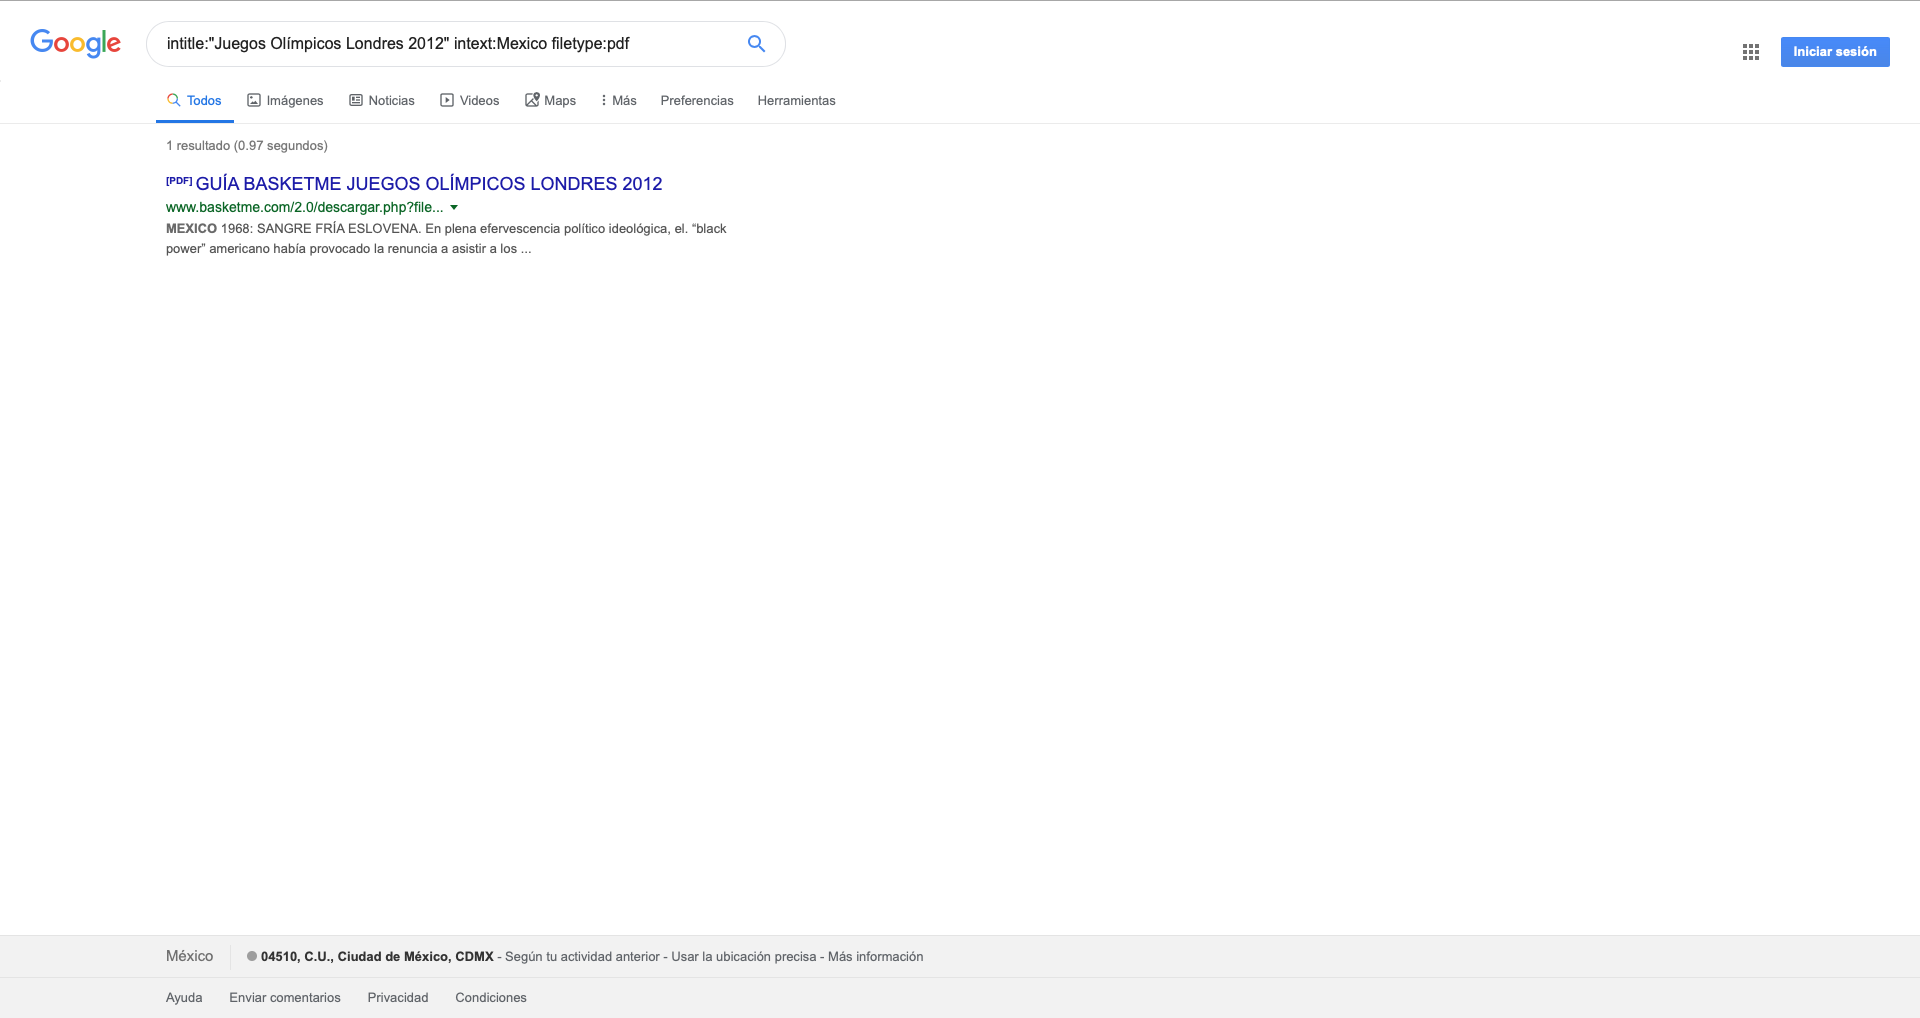 Google
intitle:"Juegos Olímpicos Londres 2012" intext:Mexico filetype:pdf
Iniciar sesión
Todos Imágenes Noticias Videos Maps Más Preferencias Herramientas
1 resultado (0.97 segundos)
[PDF] GUÍA BASKETME JUEGOS OLÍMPICOS LONDRES 2012
www.basketme.com/2.0/descargar.php?file...
MEXICO 1968: SANGRE FRÍA ESLOVENA. En plena efervescencia político ideológica, el. “black
power” americano había provocado la renuncia a asistir a los ...
México 04510, C.U., Ciudad de México, CDMX - Según tu actividad anterior - Usar la ubicación precisa - Más información
Ayuda Enviar comentarios Privacidad Condiciones